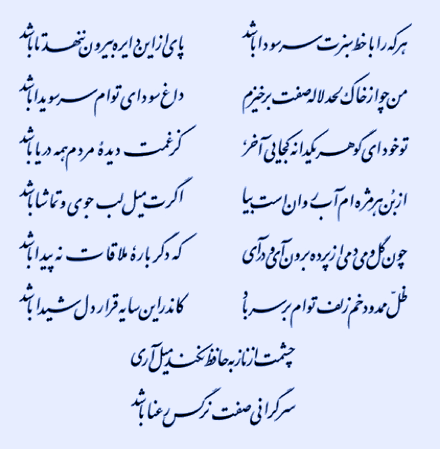 هر که را با خط سبزت سر سودا باشد پای از این دایره بیرون ننهد تا باشد
من چو از خاک لحد لاله صفت برخیزم داغ سودای توام سر سویدا باشد
تو خود ای گوهر یکدانه کجایی آخر کز غمت دیدهٔ مردم همه دریا باشد
از بن هر مژه‌ام آب روان است بیا اگرت میل لب جوی و تماشا باشد
چون گل و می دمی از پرده برون آی و درآی که دگر بارهٔ ملاقات نه پیدا باشد
ظلّ ممدود خم زلف توام بر سر باد کاندر این سایه قرار دل شیدا باشد
چشمت از ناز به حافظ نکند میل آری
سرگرانی صفت نرگس رعنا باشد